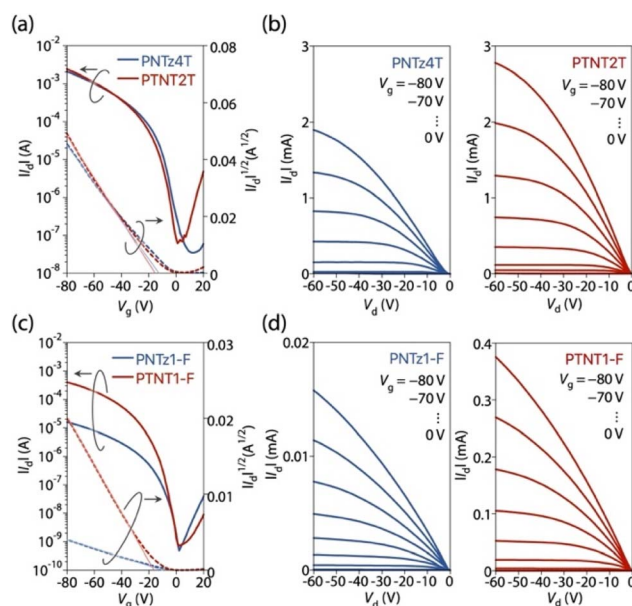 (a)
10⁻²
10⁻³
10⁻⁴
10⁻⁵
10⁻⁶
10⁻⁷
10⁻⁸
|I_d| (A)
PNTz4T
PTNT2T
0.08
0.06
0.04
0.02
0
|I_d|^1/2 (A^1/2)
-80 -60 -40 -20 0 20
V_g (V)
(b)
PNTz4T
V_g = −80 V
−70 V
⋮
0 V
3
2
1
0
|I_d| (mA)
-60 -50 -40 -30 -20 -10 0
V_d (V)
PTNT2T
V_g = −80 V
−70 V
⋮
0 V
3
2
1
0
|I_d| (mA)
-60 -50 -40 -30 -20 -10 0
V_d (V)
(c)
10⁻²
10⁻³
10⁻⁴
10⁻⁵
10⁻⁶
10⁻⁷
10⁻⁸
10⁻⁹
10⁻¹⁰
|I_d| (A)
PNTz1-F
PTNT1-F
0.03
0.02
0.01
0
|I_d|^1/2 (A^1/2)
-80 -60 -40 -20 0 20
V_g (V)
(d)
PNTz1-F
V_g = −80 V
−70 V
⋮
0 V
0.02
0.01
0
|I_d| (mA)
-60 -50 -40 -30 -20 -10 0
V_d (V)
PTNT1-F
V_g = −80 V
−70 V
⋮
0 V
0.4
0.3
0.2
0.1
0
|I_d| (mA)
-60 -50 -40 -30 -20 -10 0
V_d (V)